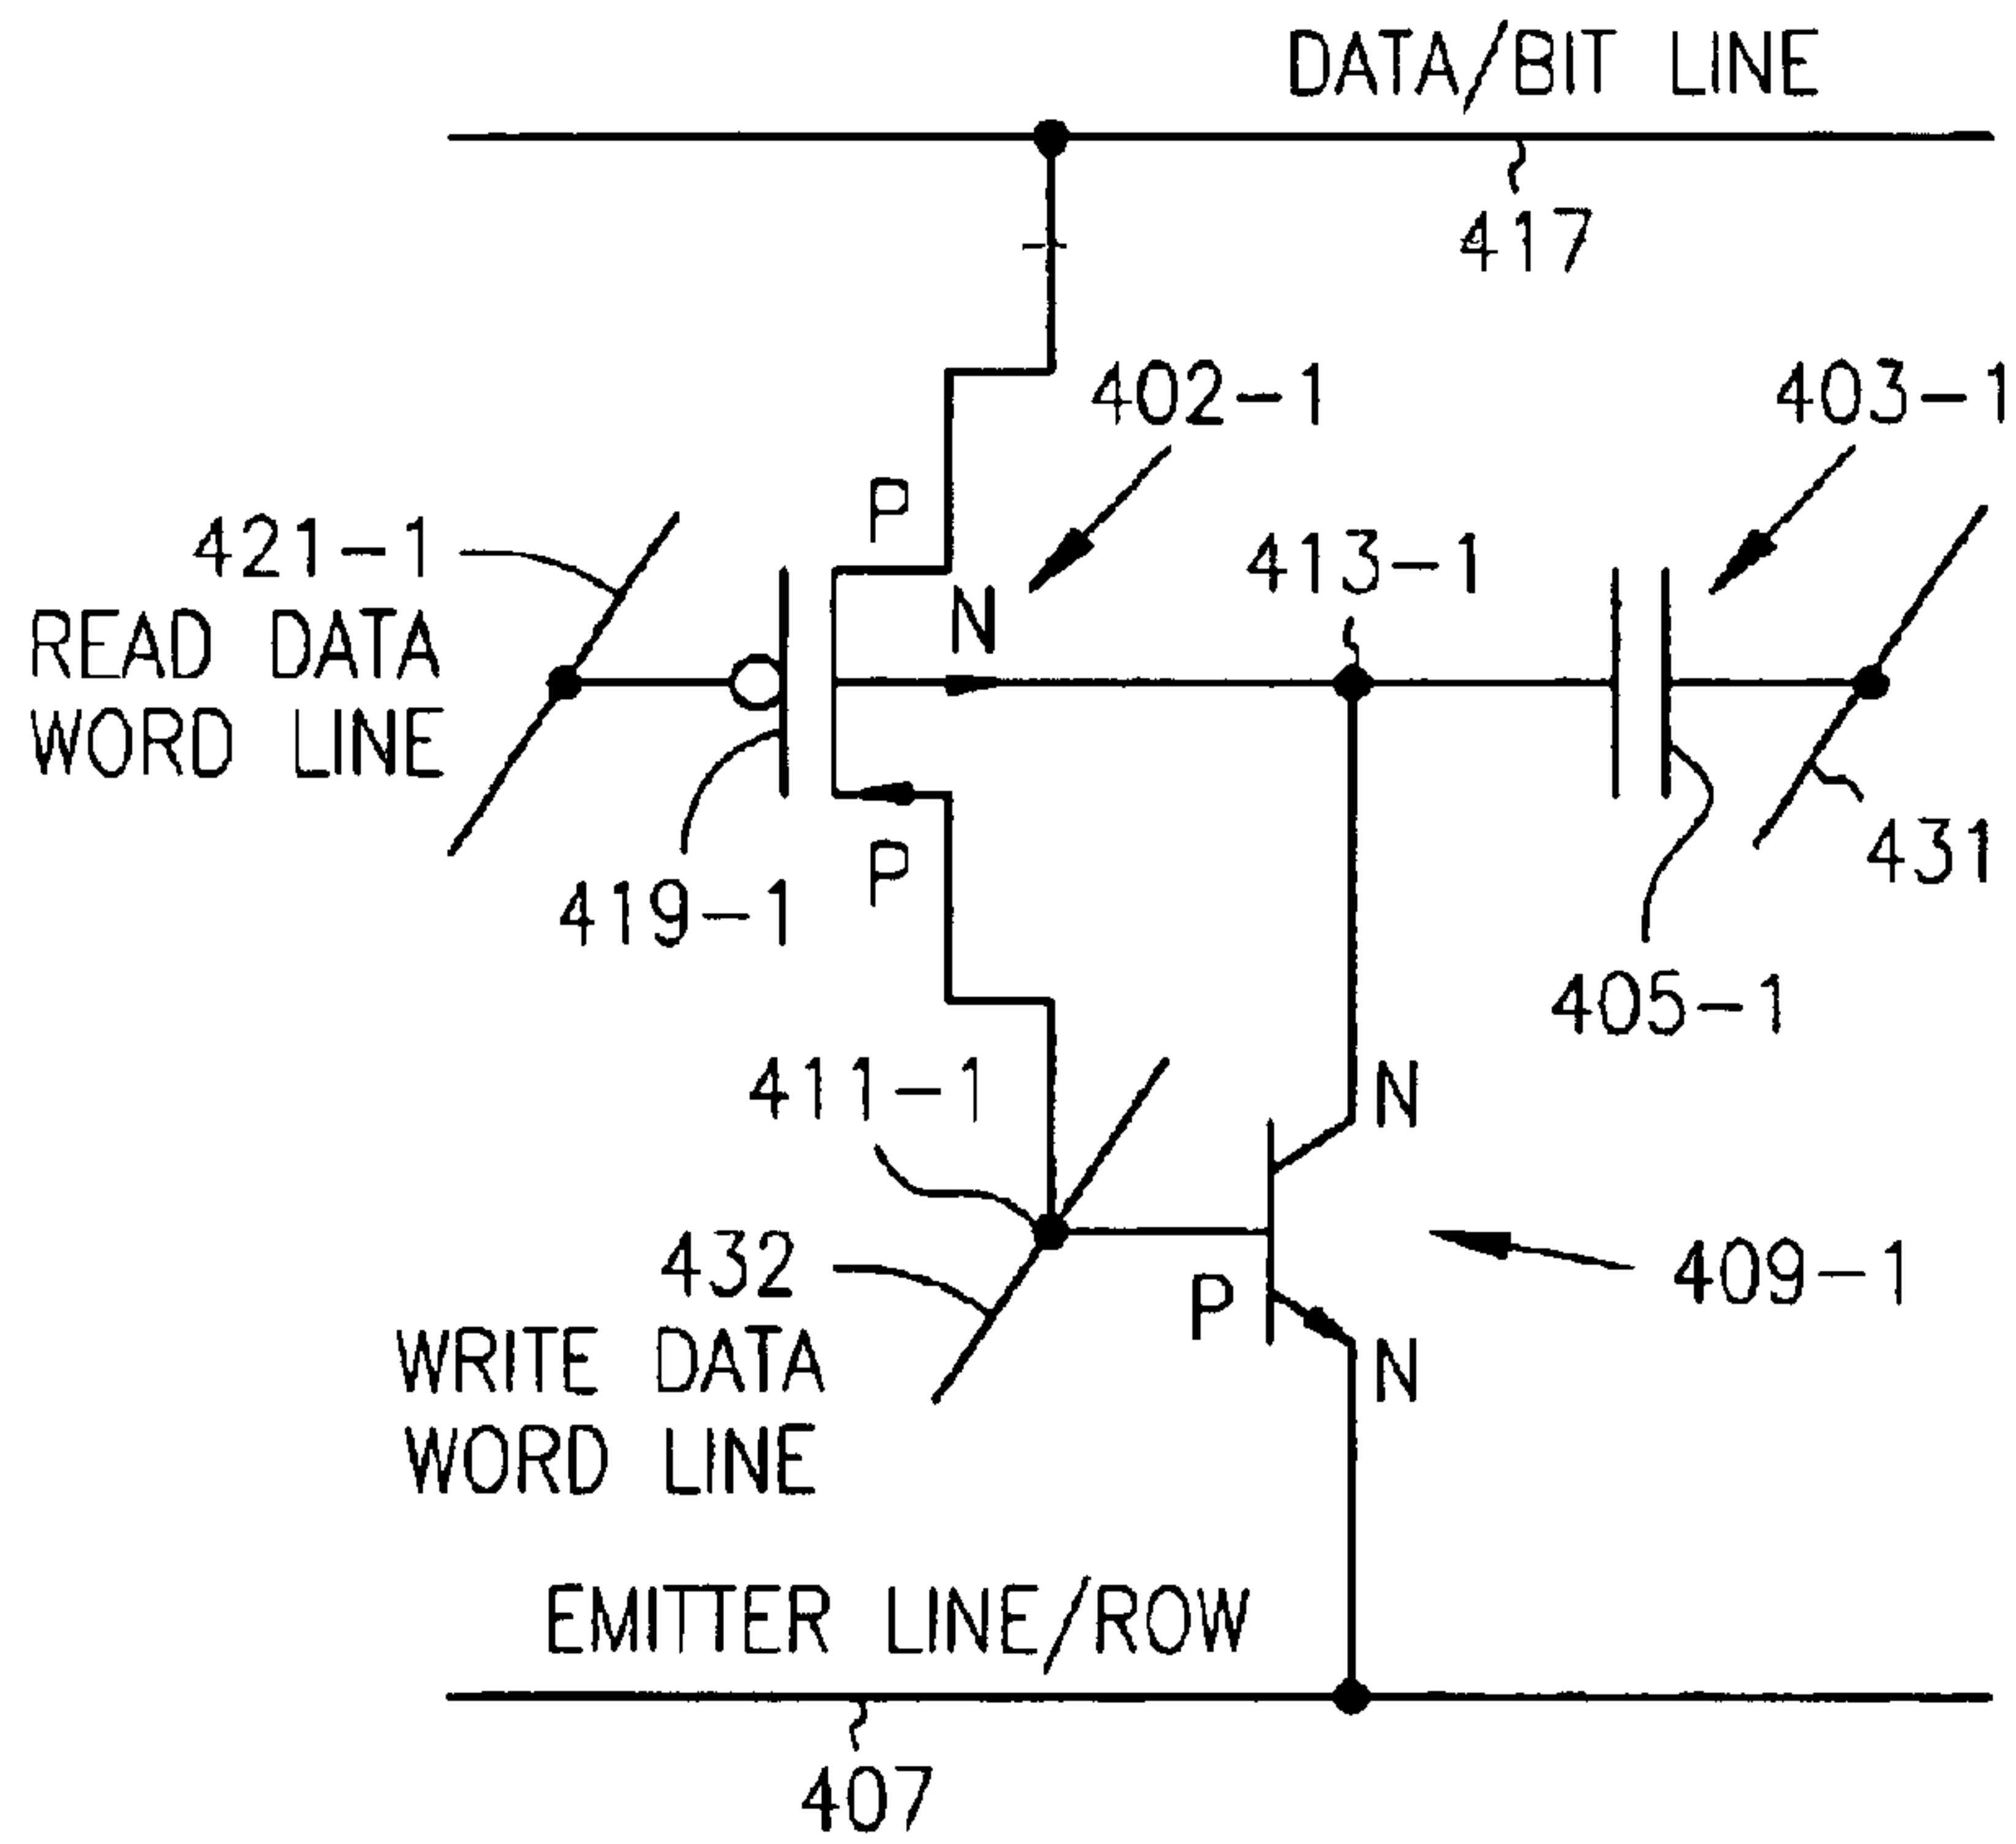 DATA/BIT LINE
417
402-1
403-1
P
421-1
READ DATA
WORD LINE
N
413-1
419-1
P
431
405-1
411-1
N
432
WRITE DATA
WORD LINE
P
409-1
N
EMITTER LINE/ROW
407